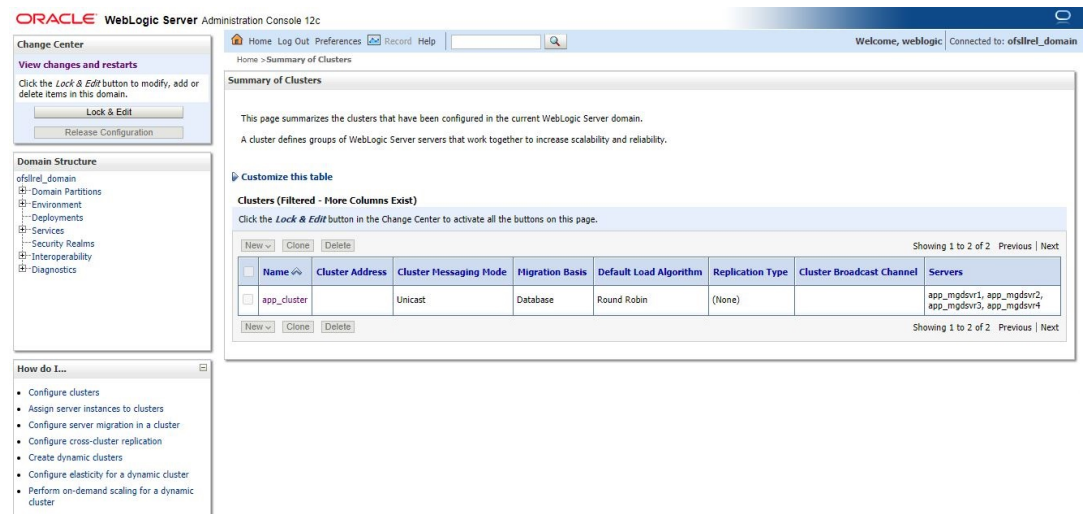 ORACLE WebLogic Server Administration Console 12c
Change Center
View changes and restarts
Click the Lock & Edit button to modify, add or
delete items in this domain.
Lock & Edit
Release Configuration
Domain Structure
ofsllrel_domain
Domain Partitions
Environment
Deployments
Services
Security Realms
Interoperability
Diagnostics
How do I...
Configure clusters
Assign server instances to clusters
Configure server migration in a cluster
Configure cross-cluster replication
Create dynamic clusters
Configure elasticity for a dynamic cluster
Perform on-demand scaling for a dynamic
cluster
Home Log Out Preferences Record Help
Welcome, weblogic Connected to: ofsllrel_domain
Home >Summary of Clusters
Summary of Clusters
This page summarizes the clusters that have been configured in the current WebLogic Server domain.
A cluster defines groups of WebLogic Server servers that work together to increase scalability and reliability.
Customize this table
Clusters (Filtered - More Columns Exist)
Click the Lock & Edit button in the Change Center to activate all the buttons on this page.
New Clone Delete Showing 1 to 2 of 2 Previous | Next
Name Cluster Address Cluster Messaging Mode Migration Basis Default Load Algorithm Replication Type Cluster Broadcast Channel Servers
app_cluster Unicast Database Round Robin (None) app_mgdsvr1, app_mgdsvr2,
app_mgdsvr3, app_mgdsvr4
New Clone Delete Showing 1 to 2 of 2 Previous | Next